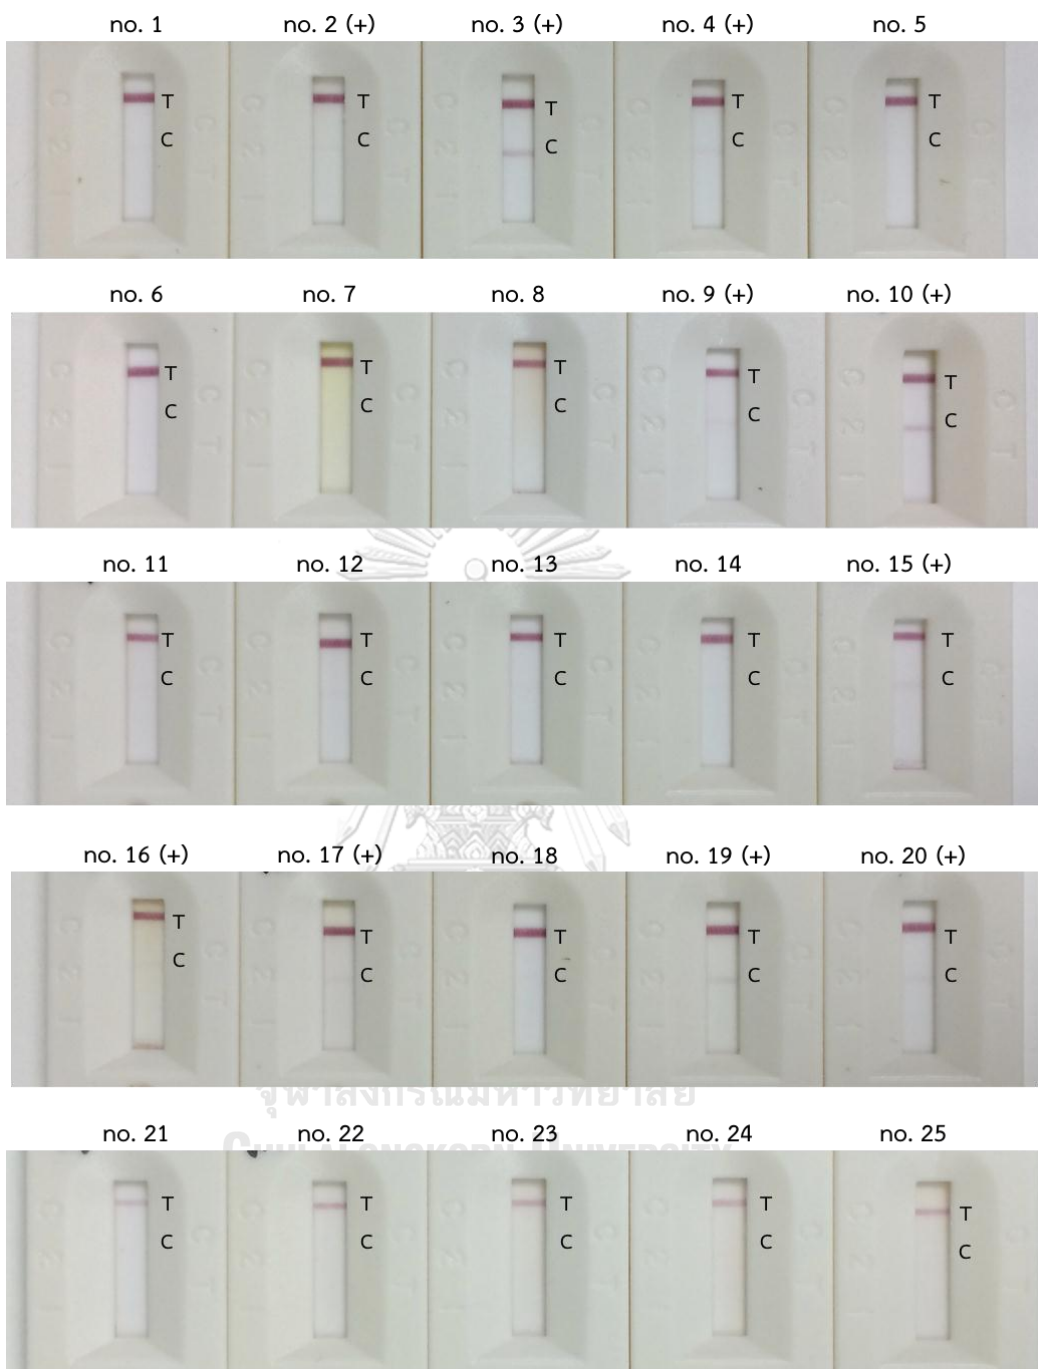 no. 1 no. 2 (+) no. 3 (+) no. 4 (+) no. 5
T T T T T
C C C C C
no. 6 no. 7 no. 8 no. 9 (+) no. 10 (+)
T T T T T
C C C C C
no. 11 no. 12 no. 13 no. 14 no. 15 (+)
T T T T T
C C C C C
no. 16 (+) no. 17 (+) no. 18 no. 19 (+) no. 20 (+)
T T T T T
C C C C C
จุฬาลงกรณ์มหาวิทยาลัย
no. 21 no. 22 no. 23 no. 24 no. 25
CHULALONGKORN UNIVERSITY
T T T T T
C C C C C